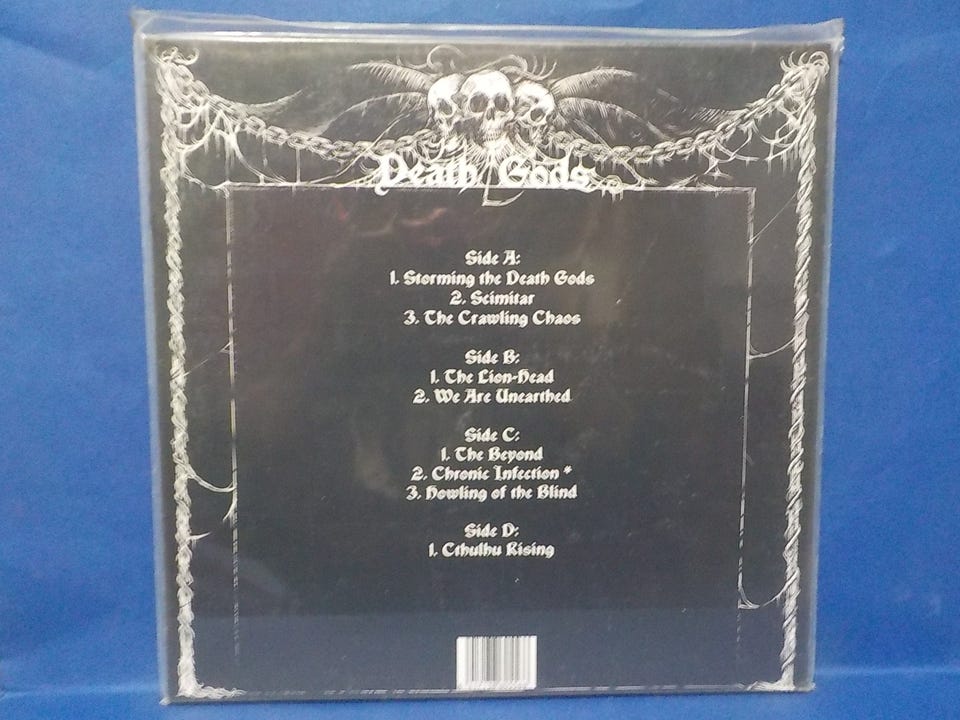 Death Gods
Side A:
1. Storming the Death Gods
2. Scimitar
3. The Crawling Chaos
Side B:
1. The Lion-Head
2. We Are Unearthed
Side C:
1. The Beyond
2. Chronic Infection *
3. Howling of the Blind
Side D:
1. Cthulhu Rising